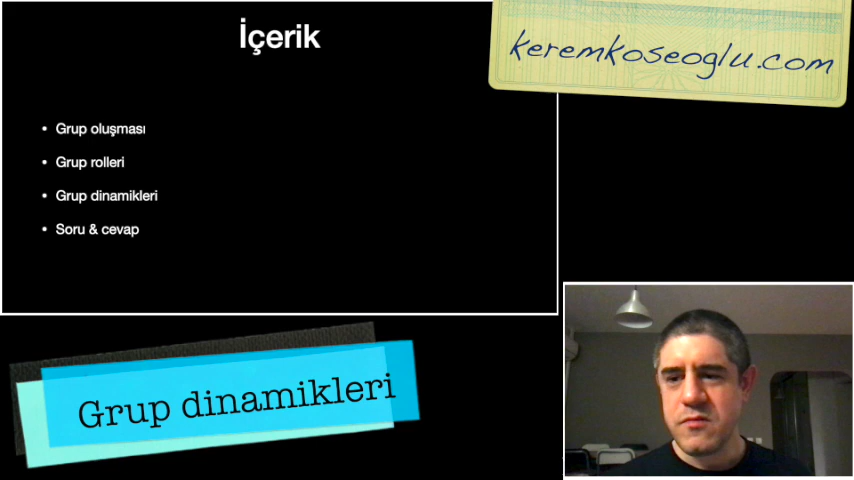 İçerik
keremkoseoglu.com
• Grup oluşması
• Grup rolleri
• Grup dinamikleri
• Soru & cevap
Grup dinamikleri